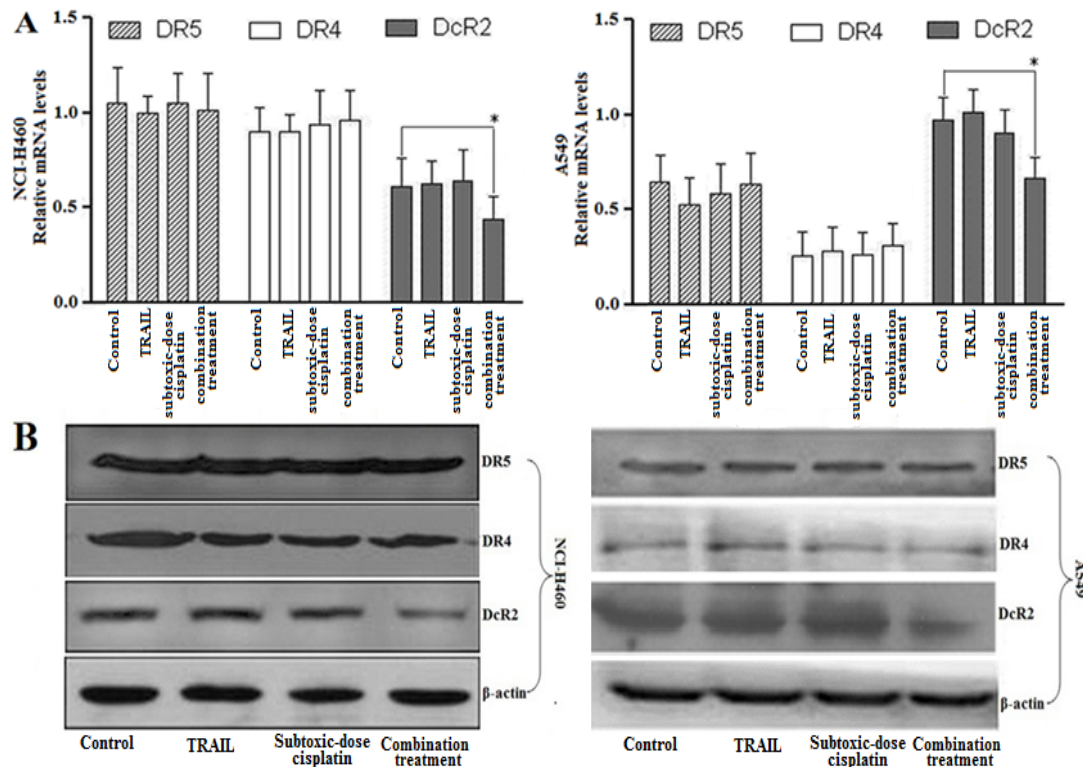 A
1.5
1.0
0.5
0.0
NCI-H460
Relative mRNA levels
DR5
DR4
DcR2
*
Control
TRAIL
subtoxic-dose
cisplatin
combination
treatment
Control
TRAIL
subtoxic-dose
cisplatin
combination
treatment
Control
TRAIL
subtoxic-dose
cisplatin
combination
treatment
1.5
1.0
0.5
0.0
A549
Relative mRNA levels
DR5
DR4
DcR2
*
Control
TRAIL
subtoxic-dose
cisplatin
combination
treatment
Control
TRAIL
subtoxic-dose
cisplatin
combination
treatment
Control
TRAIL
subtoxic-dose
cisplatin
combination
treatment
B
DR5
DR4
DcR2
β-actin
NCI-H460
Control
TRAIL
Subtoxic-dose
cisplatin
Combination
treatment
DR5
DR4
DcR2
β-actin
A549
Control
TRAIL
Subtoxic-dose
cisplatin
Combination
treatment